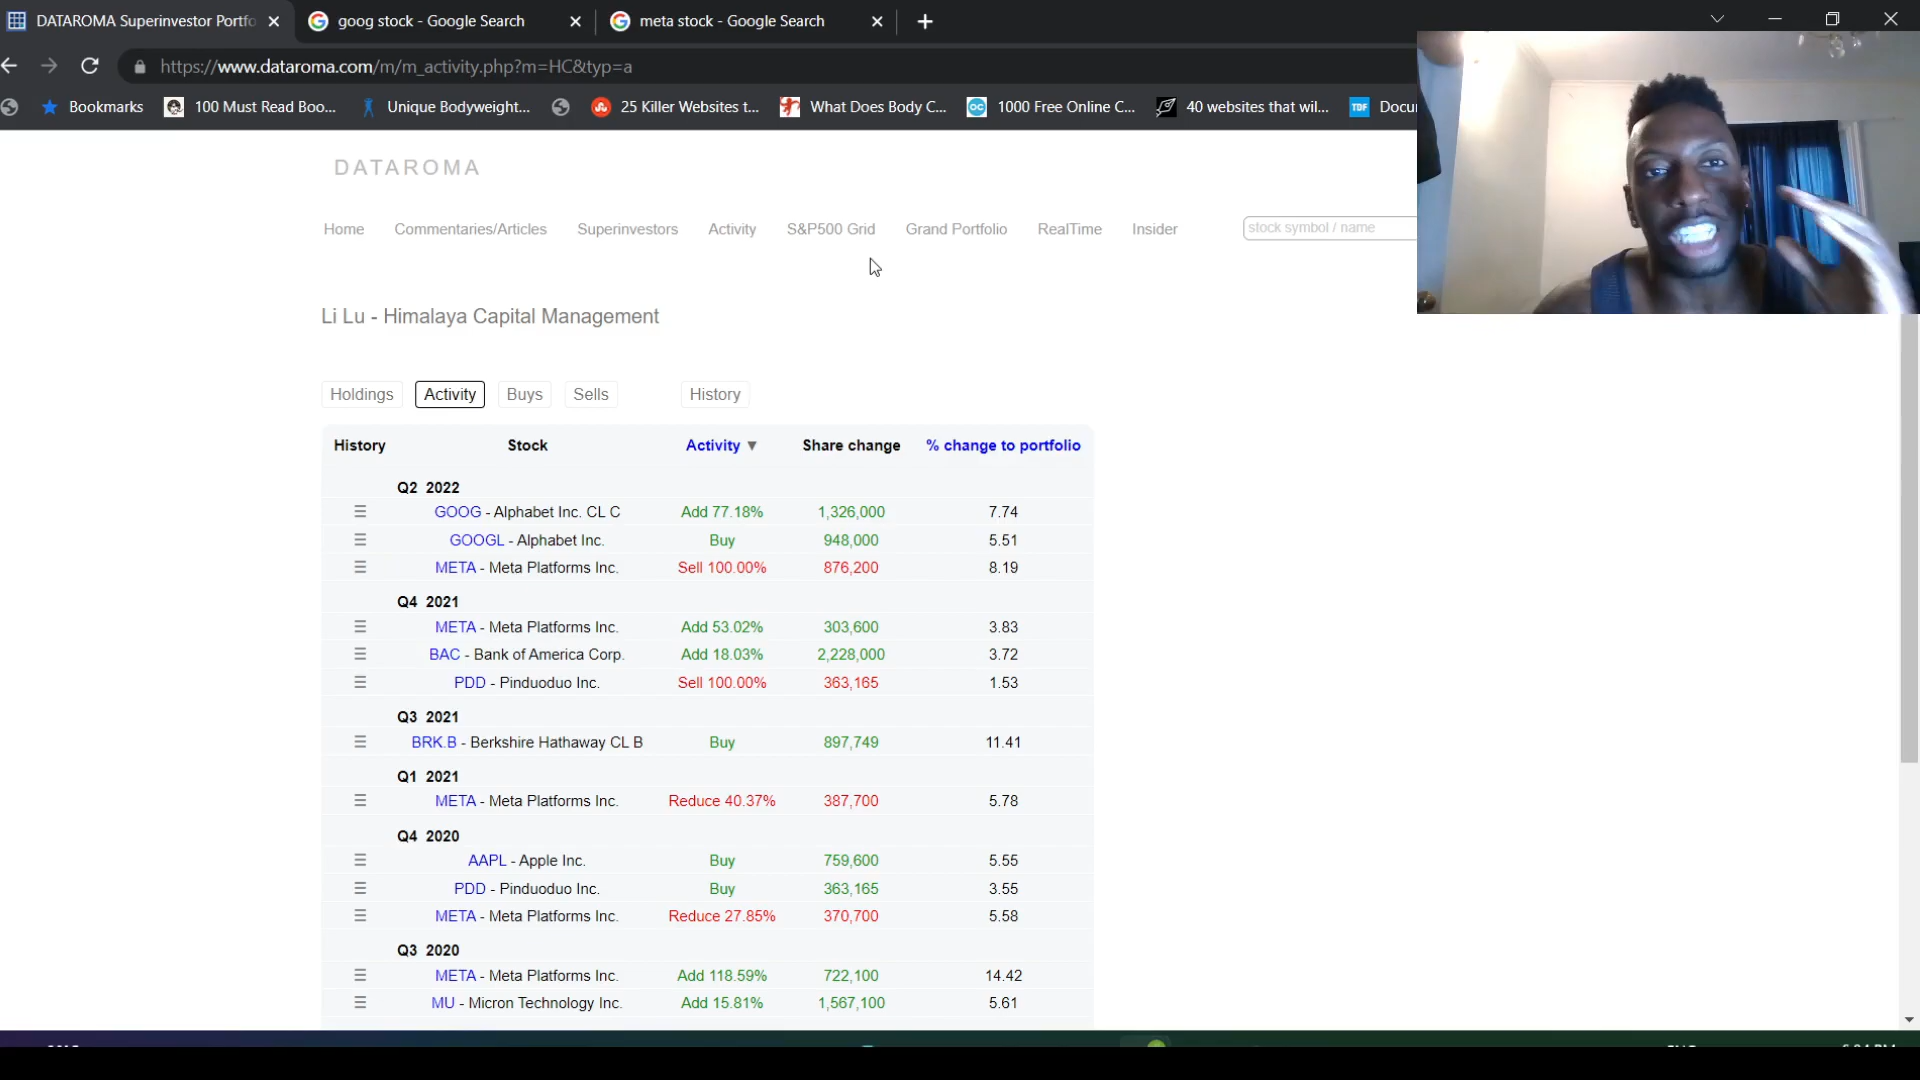 DATAROMA Superinvestor Portfo
goog stock - Google Search
meta stock - Google Search
https://www.dataroma.com/m/m_activity.php?m=HC&typ=a
Bookmarks 100 Must Read Boo... Unique Bodyweight... 25 Killer Websites t... What Does Body C... OC 1000 Free Online C... 40 websites that wil... TDF Docu
DATAROMA
Home Commentaries/Articles Superinvestors Activity S&P500 Grid Grand Portfolio RealTime Insider stock symbol / name
Li Lu - Himalaya Capital Management
Holdings Activity Buys Sells History
History Stock Activity ▼ Share change % change to portfolio
Q2 2022
☰ GOOG - Alphabet Inc. CL C Add 77.18% 1,326,000 7.74
☰ GOOGL - Alphabet Inc. Buy 948,000 5.51
☰ META - Meta Platforms Inc. Sell 100.00% 876,200 8.19
Q4 2021
☰ META - Meta Platforms Inc. Add 53.02% 303,600 3.83
☰ BAC - Bank of America Corp. Add 18.03% 2,228,000 3.72
☰ PDD - Pinduoduo Inc. Sell 100.00% 363,165 1.53
Q3 2021
☰ BRK.B - Berkshire Hathaway CL B Buy 897,749 11.41
Q1 2021
☰ META - Meta Platforms Inc. Reduce 40.37% 387,700 5.78
Q4 2020
☰ AAPL - Apple Inc. Buy 759,600 5.55
☰ PDD - Pinduoduo Inc. Buy 363,165 3.55
☰ META - Meta Platforms Inc. Reduce 27.85% 370,700 5.58
Q3 2020
☰ META - Meta Platforms Inc. Add 118.59% 722,100 14.42
☰ MU - Micron Technology Inc. Add 15.81% 1,567,100 5.61